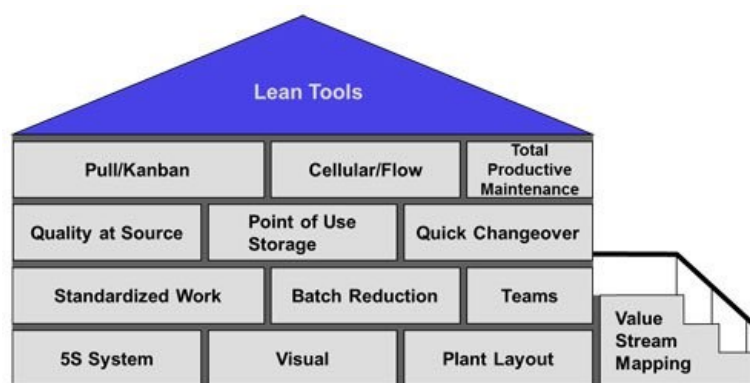 Lean Tools
Pull/Kanban
Cellular/Flow
Total
Productive
Maintenance
Quality at Source
Point of Use
Storage
Quick Changeover
Standardized Work
Batch Reduction
Teams
5S System
Visual
Plant Layout
Value
Stream
Mapping